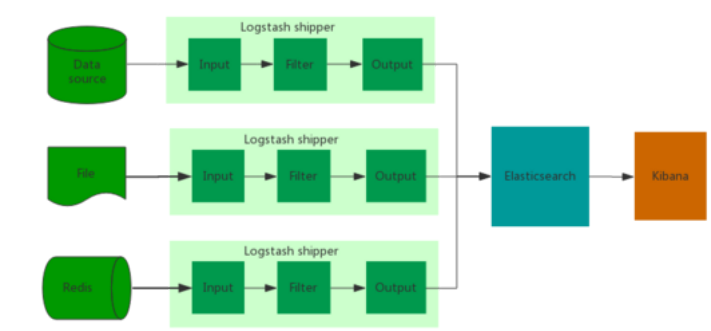 Logstash shipper
Data
source
Input
Filter
Output
Logstash shipper
File
Input
Filter
Output
Elasticsearch
Kibana
Logstash shipper
Redis
Input
Filter
Output